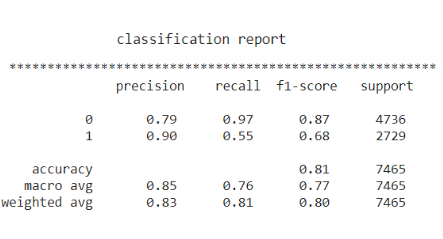 classification report
********************************************************
precision recall f1-score support
0 0.79 0.97 0.87 4736
1 0.90 0.55 0.68 2729
accuracy 0.81 7465
macro avg 0.85 0.76 0.77 7465
weighted avg 0.83 0.81 0.80 7465